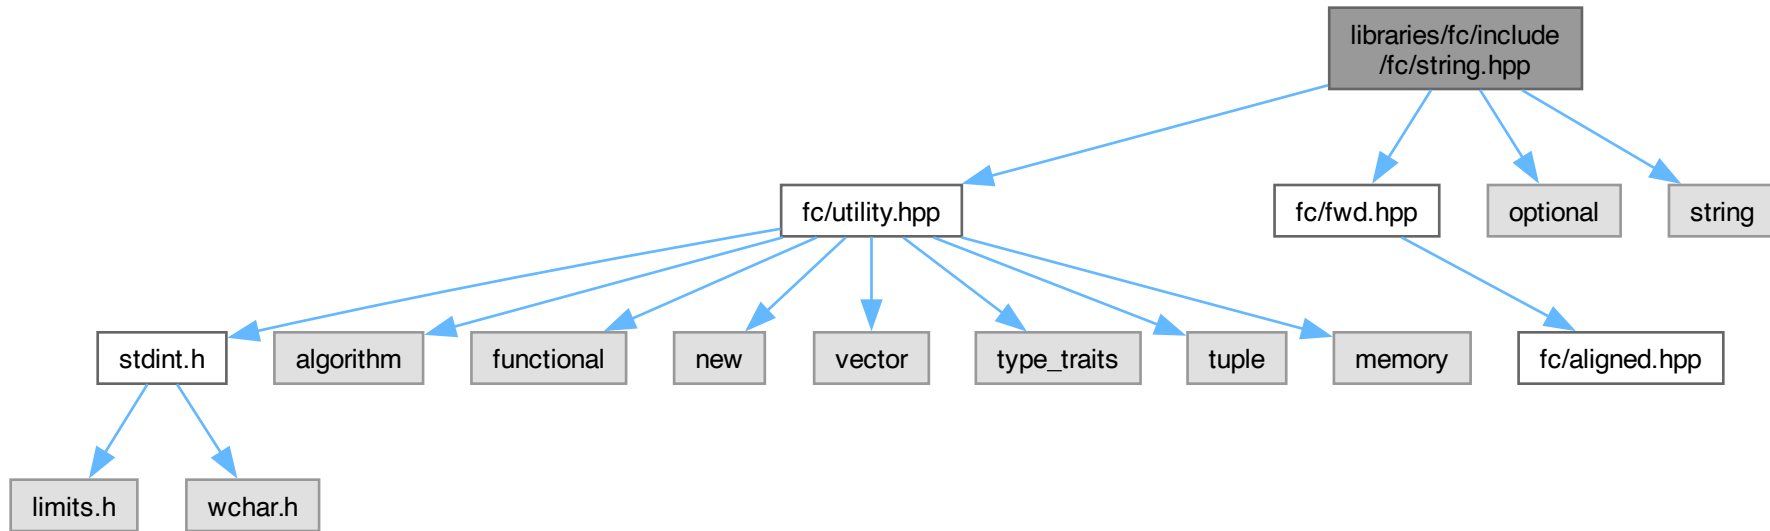 libraries/fc/include
/fc/string.hpp
fc/utility.hpp
fc/fwd.hpp
optional
string
stdint.h
algorithm
functional
new
vector
type_traits
tuple
memory
fc/aligned.hpp
limits.h
wchar.h